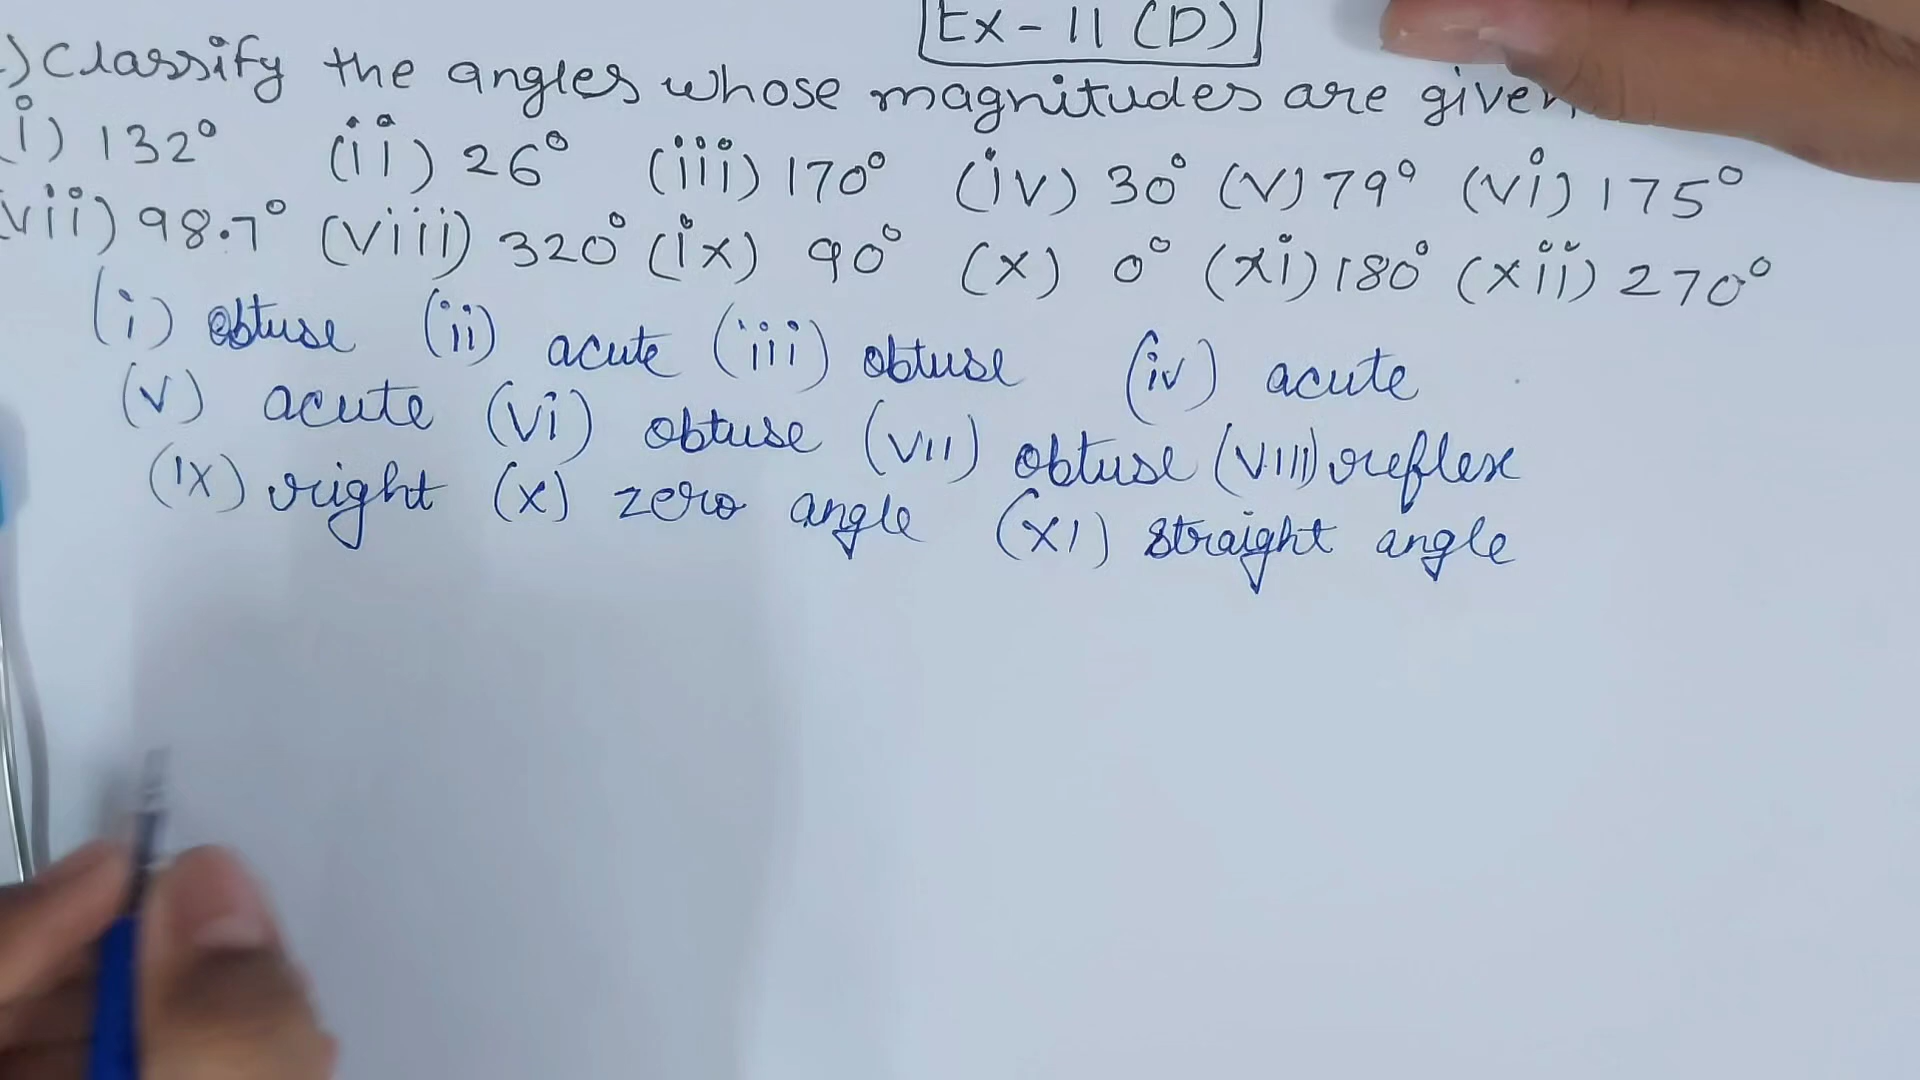 Ex - 11 (D)
) Classify the angles whose magnitudes are given
(i) 132° (ii) 26° (iii) 170° (iv) 30° (v) 79° (vi) 175°
vii) 98.7° (viii) 320° (ix) 90° (x) 0° (xi) 180° (xii) 270°
(i) obtuse (ii) acute (iii) obtuse (iv) acute
(v) acute (vi) obtuse (VII) obtuse (VIII) reflex
(IX) right (x) zero angle (XI) straight angle